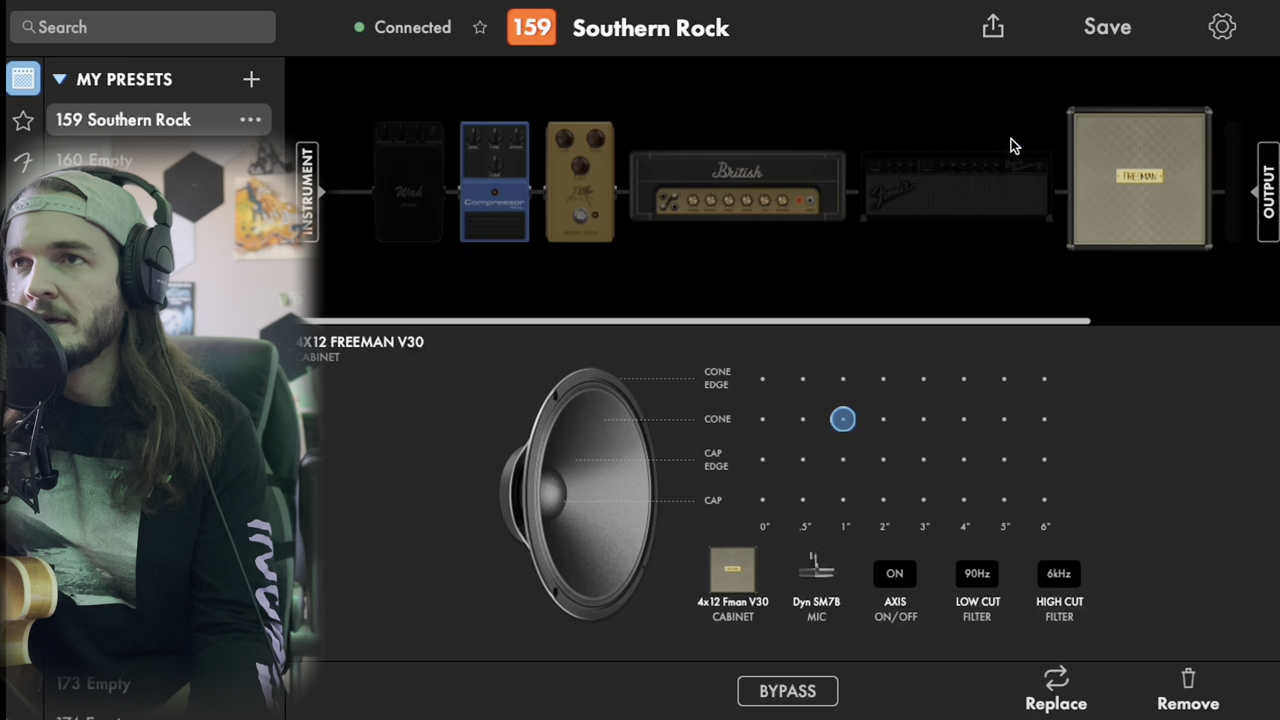 Search
Connected
159
Southern Rock
Save
MY PRESETS
159 Southern Rock
160 Empty
INSTRUMENT
Wah
Compressor
British
Fender
FREEMAN
OUTPUT
4X12 FREEMAN V30
CABINET
CONE
EDGE
CONE
CAP
EDGE
CAP
0"
.5"
1"
2"
3"
4"
5"
6"
ON
90Hz
6kHz
4x12 Fman V30
Dyn SM7B
AXIS
LOW CUT
HIGH CUT
CABINET
MIC
ON/OFF
FILTER
FILTER
173 Empty
BYPASS
Replace
Remove